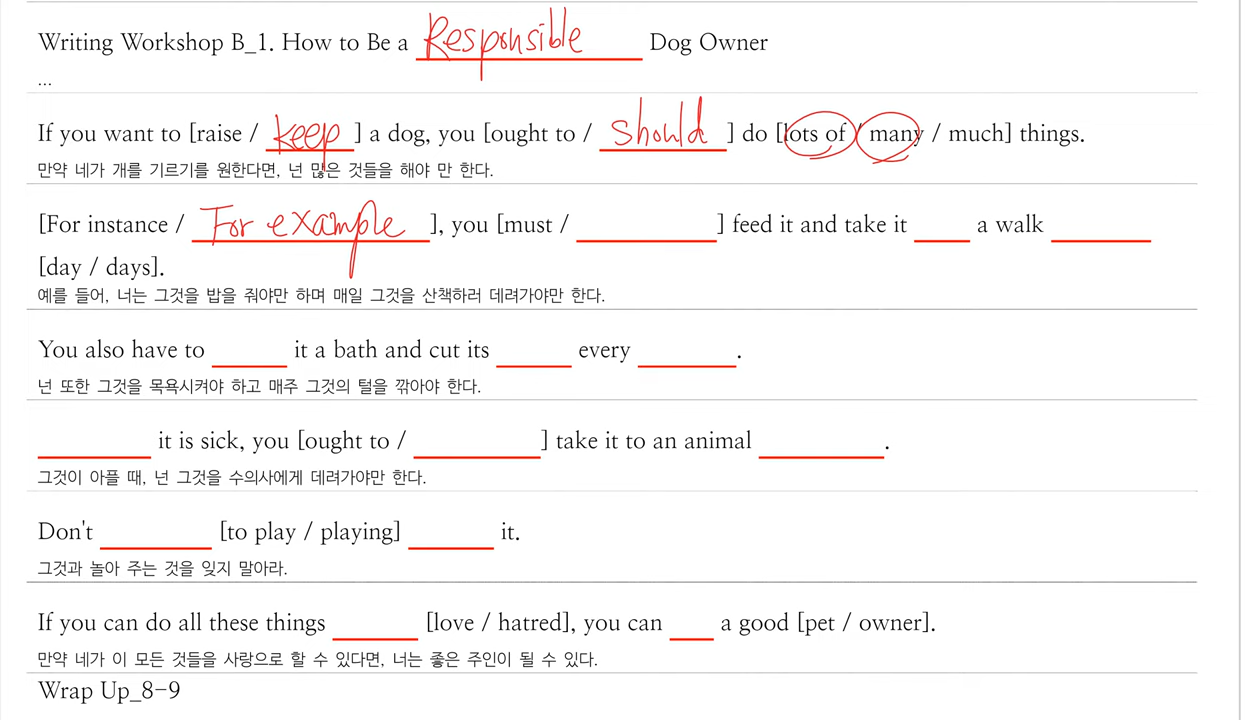 Writing Workshop B_1. How to Be a Responsible Dog Owner
...
If you want to [raise / keep ] a dog, you [ought to / should ] do [lots of / many / much] things.
만약 네가 개를 기르기를 원한다면, 넌 많은 것들을 해야 만 한다.
[For instance / For example ], you [must / ] feed it and take it a walk
[day / days].
예를 들어, 너는 그것을 밥을 줘야만 하며 매일 그것을 산책하러 데려가야만 한다.
You also have to it a bath and cut its every .
넌 또한 그것을 목욕시켜야 하고 매주 그것의 털을 깎아야 한다.
it is sick, you [ought to / ] take it to an animal .
그것이 아플 때, 넌 그것을 수의사에게 데려가야만 한다.
Don't [to play / playing] it.
그것과 놀아 주는 것을 잊지 말아라.
If you can do all these things [love / hatred], you can a good [pet / owner].
만약 네가 이 모든 것들을 사랑으로 할 수 있다면, 너는 좋은 주인이 될 수 있다.
Wrap Up_8-9